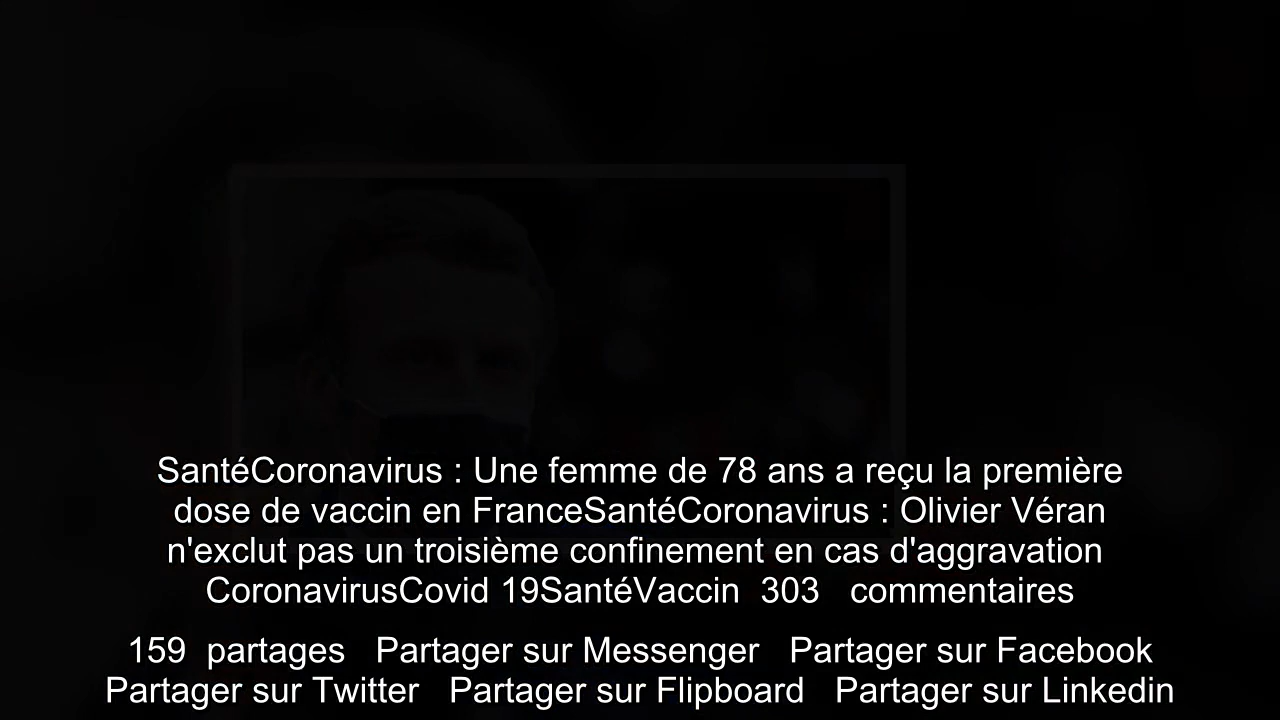 SantéCoronavirus : Une femme de 78 ans a reçu la première
dose de vaccin en FranceSantéCoronavirus : Olivier Véran
n'exclut pas un troisième confinement en cas d'aggravation
CoronavirusCovid 19SantéVaccin  303   commentaires
159  partages   Partager sur Messenger   Partager sur Facebook
Partager sur Twitter   Partager sur Flipboard   Partager sur Linkedin